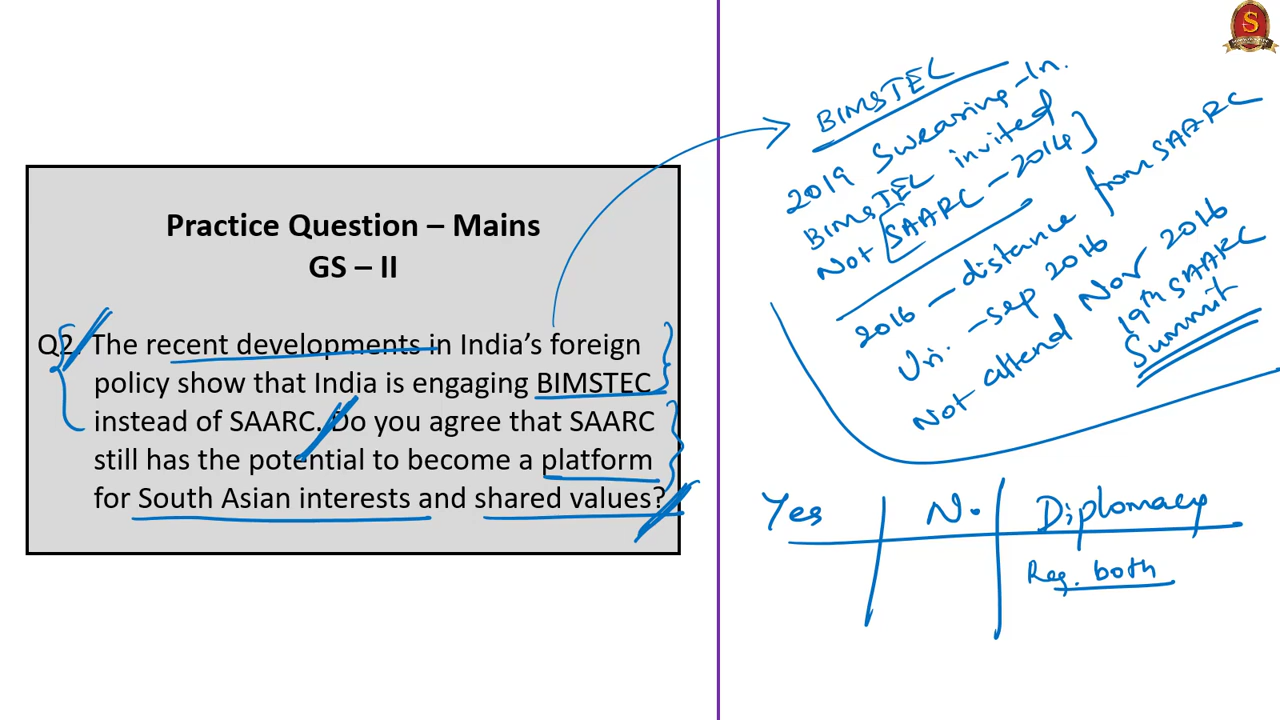 Practice Question – Mains
GS – II
Q2. The recent developments in India's foreign
policy show that India is engaging BIMSTEC
instead of SAARC. Do you agree that SAARC
still has the potential to become a platform
for South Asian interests and shared values?
BIMSTEC
2019 Swearing-In.
BIMSTEC invited
Not [SAARC - 2014]
2016 - distance from SAARC
Uri. - Sep 2016
Not attend Nov 2016
19th SAARC
Summit
Yes No. Diplomacy
Req. both
S